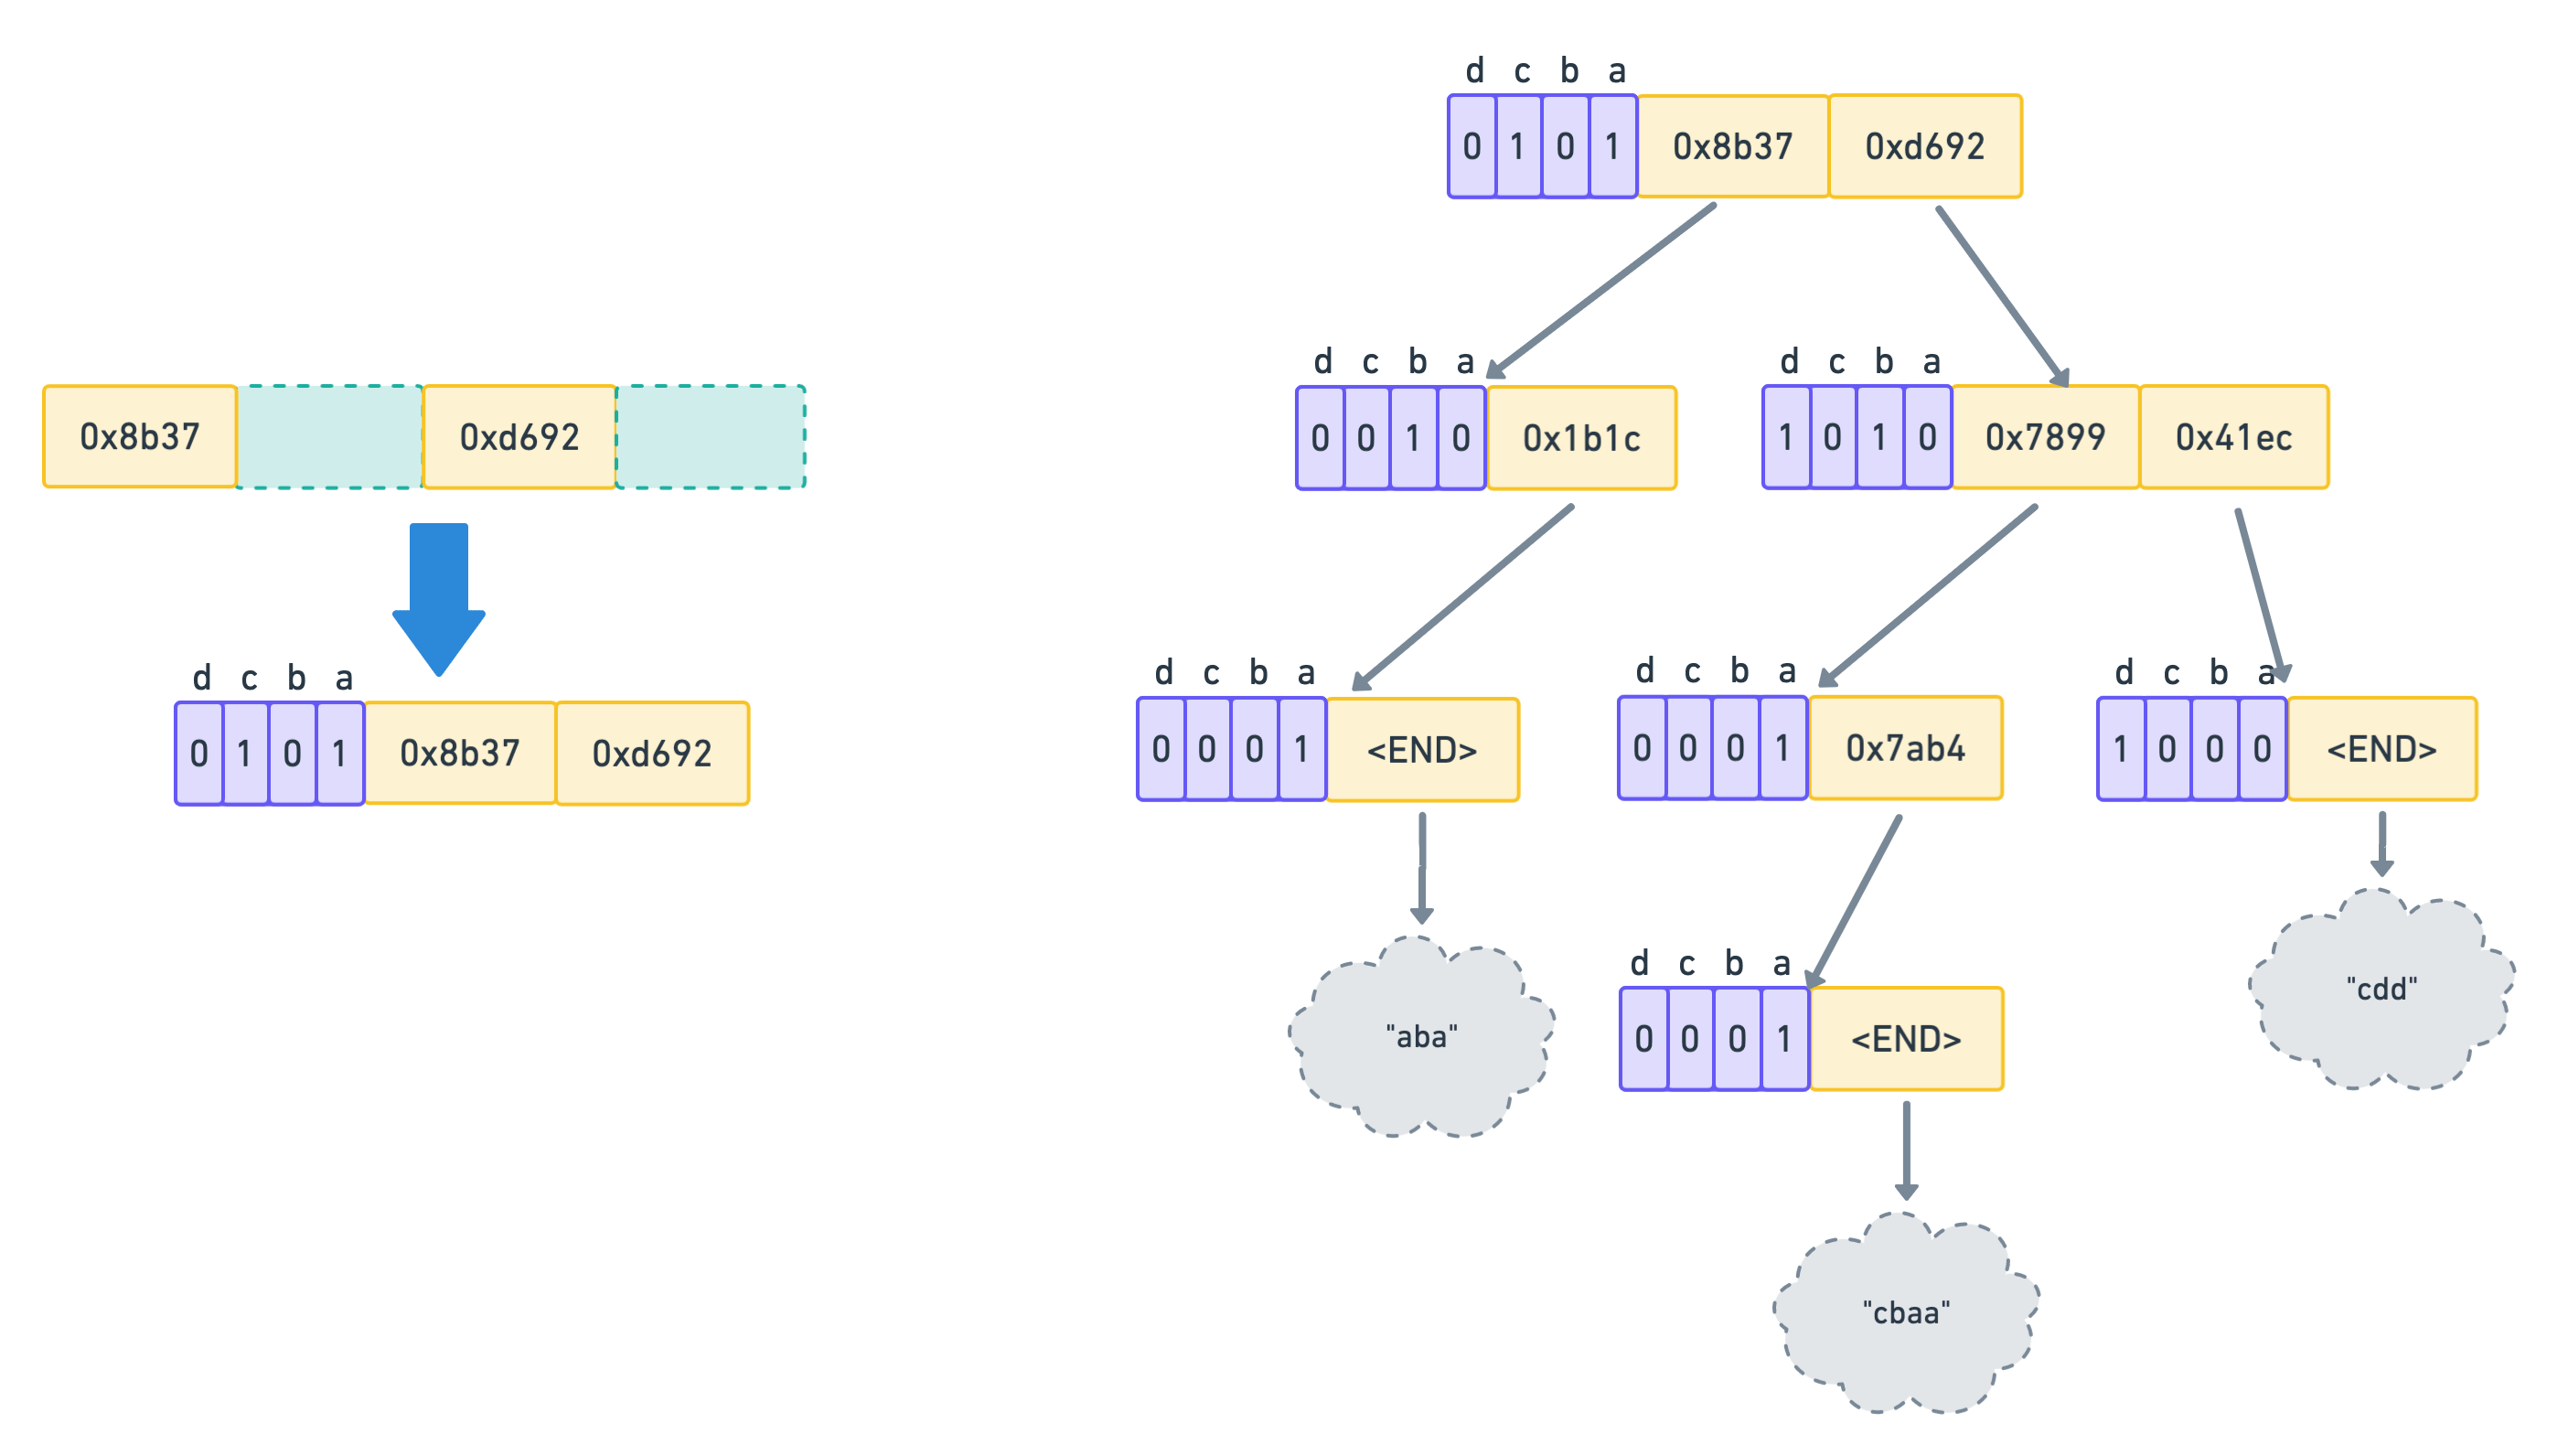 0x8b37 0xd692
d c b a
0 1 0 1 0x8b37 0xd692
d c b a
0 1 0 1 0x8b37 0xd692
d c b a
0 0 1 0 0x1b1c
d c b a
1 0 1 0 0x7899 0x41ec
d c b a
0 0 0 1 <END>
d c b a
0 0 0 1 0x7ab4
d c b a
1 0 0 0 <END>
"aba"
"cdd"
d c b a
0 0 0 1 <END>
"cbaa"